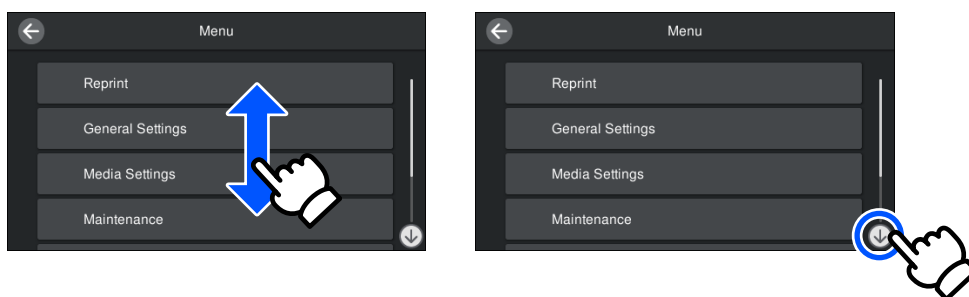 Menu
Reprint
General Settings
Media Settings
Maintenance
Menu
Reprint
General Settings
Media Settings
Maintenance